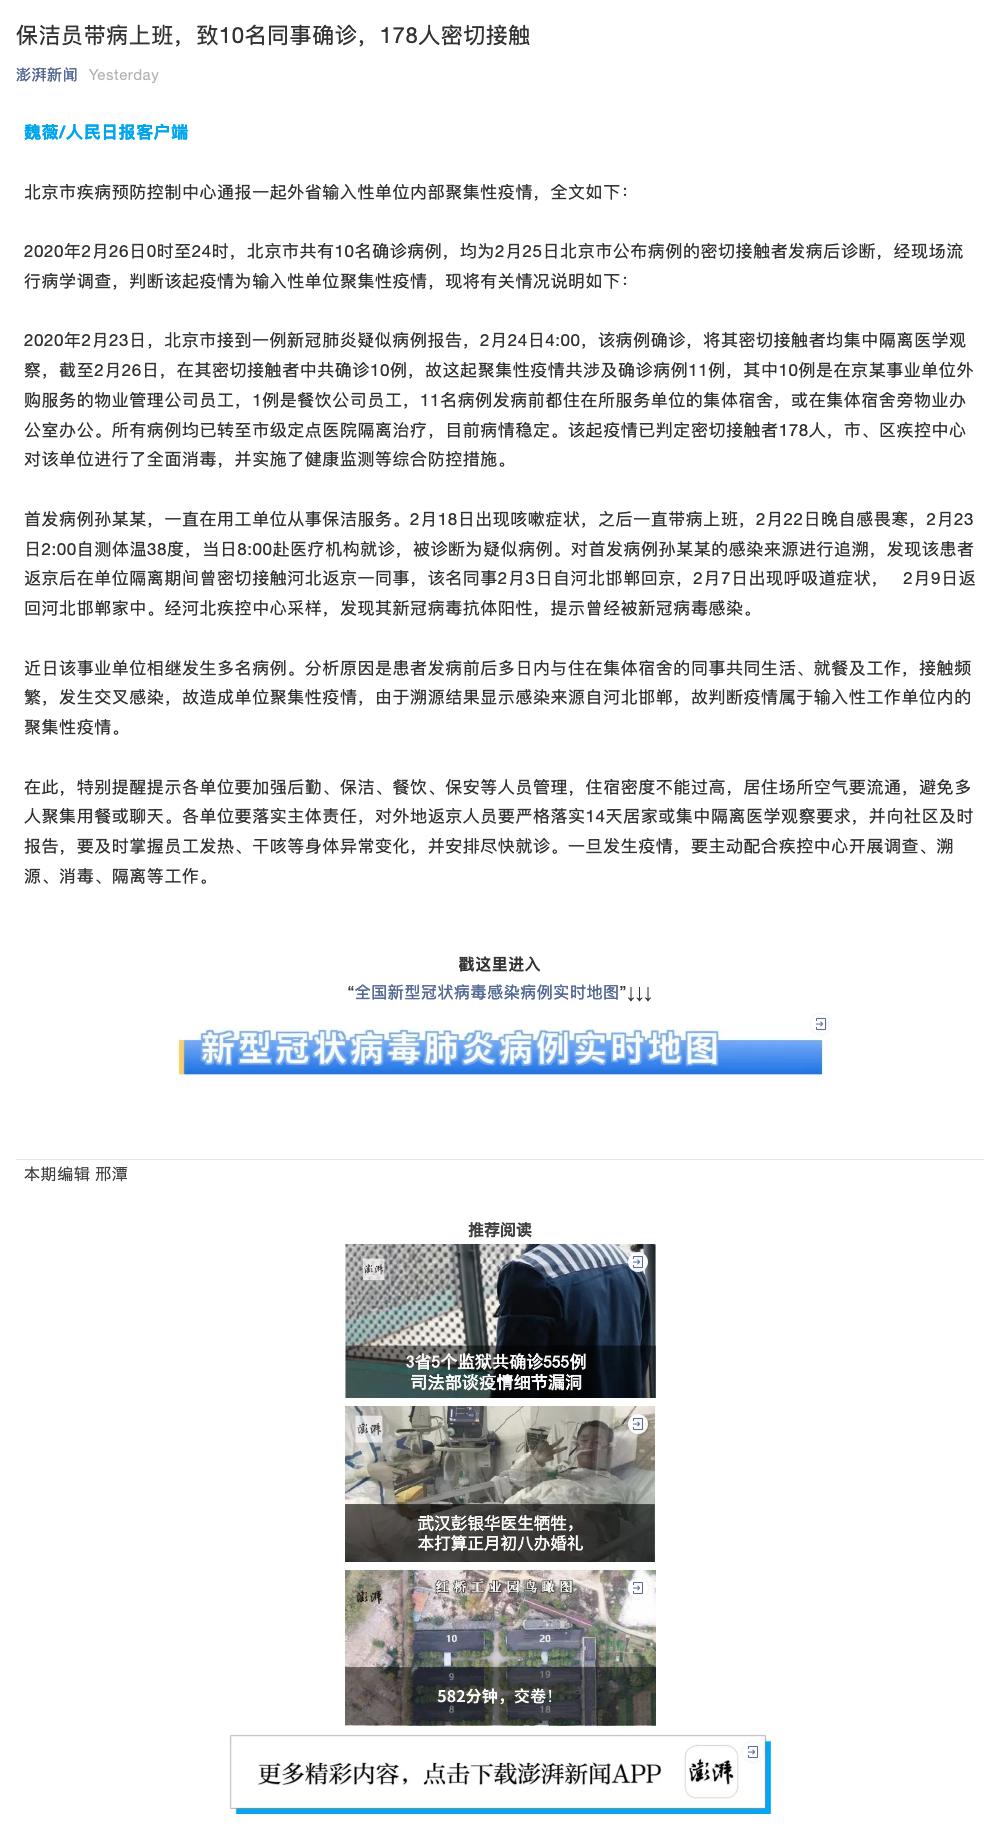 保洁员带病上班，致10名同事确诊，178人密切接触
澎湃新闻 Yesterday
魏薇/人民日报客户端
北京市疾病预防控制中心通报一起外省输入性单位内部聚集性疫情，全文如下：
2020年2月26日0时至24时，北京市共有10名确诊病例，均为2月25日北京市公布病例的密切接触者发病后诊断，经现场流
行病学调查，判断该起疫情为输入性单位聚集性疫情，现将有关情况说明如下：
2020年2月23日，北京市接到一例新冠肺炎疑似病例报告，2月24日4:00，该病例确诊，将其密切接触者均集中隔离医学观
察，截至2月26日，在其密切接触者中共确诊10例，故这起聚集性疫情共涉及确诊病例11例，其中10例是在京某事业单位外
购服务的物业管理公司员工，1例是餐饮公司员工，11名病例发病前都住在所服务单位的集体宿舍，或在集体宿舍旁物业办
公室办公。所有病例均已转至市级定点医院隔离治疗，目前病情稳定。该起疫情已判定密切接触者178人，市、区疾控中心
对该单位进行了全面消毒，并实施了健康监测等综合防控措施。
首发病例孙某某，一直在用工单位从事保洁服务。2月18日出现咳嗽症状，之后一直带病上班，2月22日晚自感畏寒，2月23
日2:00自测体温38度，当日8:00赴医疗机构就诊，被诊断为疑似病例。对首发病例孙某某的感染来源进行追溯，发现该患者
返京后在单位隔离期间曾密切接触河北返京一同事，该名同事2月3日自河北邯郸回京，2月7日出现呼吸道症状， 2月9日返
回河北邯郸家中。经河北疾控中心采样，发现其新冠病毒抗体阳性，提示曾经被新冠病毒感染。
近日该事业单位相继发生多名病例。分析原因是患者发病前后多日内与住在集体宿舍的同事共同生活、就餐及工作，接触频
繁，发生交叉感染，故造成单位聚集性疫情，由于溯源结果显示感染来源自河北邯郸，故判断疫情属于输入性工作单位内的
聚集性疫情。
在此，特别提醒提示各单位要加强后勤、保洁、餐饮、保安等人员管理，住宿密度不能过高，居住场所空气要流通，避免多
人聚集用餐或聊天。各单位要落实主体责任，对外地返京人员要严格落实14天居家或集中隔离医学观察要求，并向社区及时
报告，要及时掌握员工发热、干咳等身体异常变化，并安排尽快就诊。一旦发生疫情，要主动配合疾控中心开展调查、溯
源、消毒、隔离等工作。
戳这里进入
“全国新型冠状病毒感染病例实时地图”↓↓↓
新型冠状病毒肺炎病例实时地图
本期编辑 邢潭
推荐阅读
澎湃
3省5个监狱共确诊555例
司法部谈疫情细节漏洞
澎湃
武汉彭银华医生牺牲，
本打算正月初八办婚礼
澎湃
红桥工业园鸟瞰图
10 20
9 19
582分钟，交卷！
8 18
更多精彩内容，点击下载澎湃新闻APP 澎湃